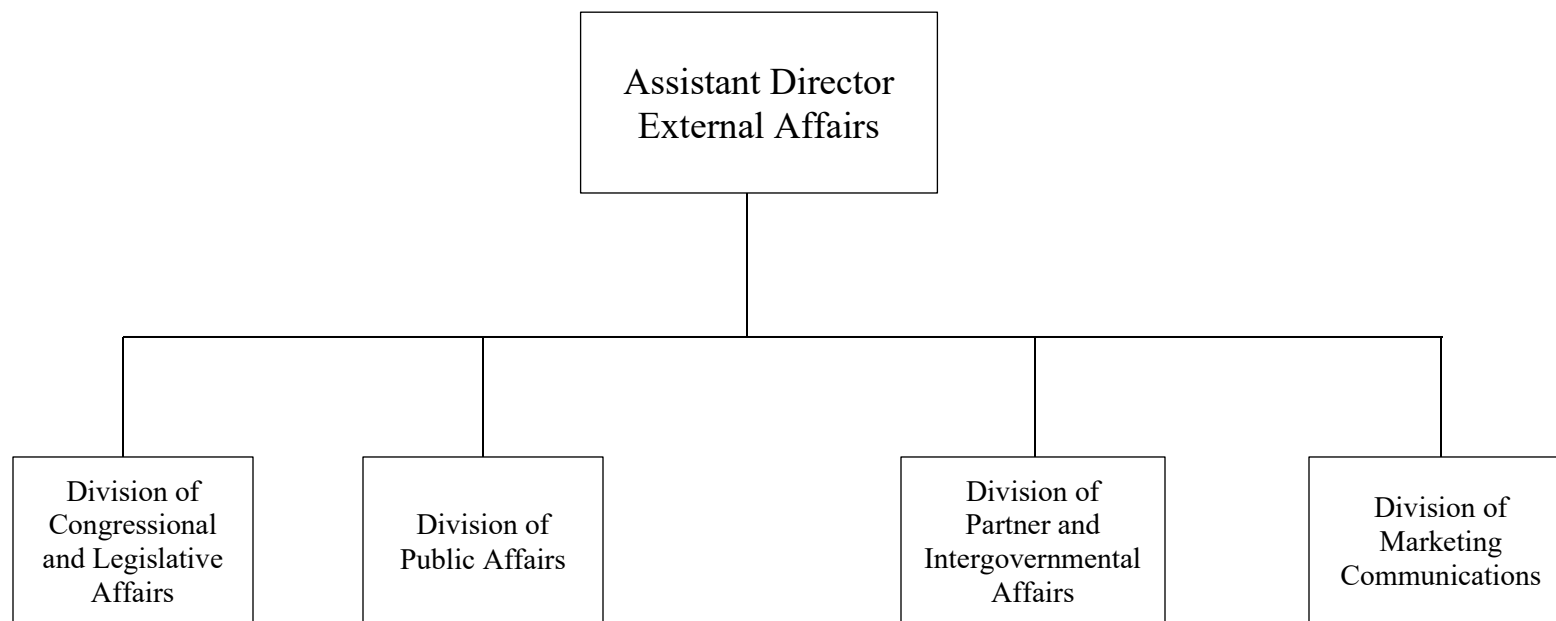 Assistant Director
External Affairs
Division of
Congressional
and Legislative
Affairs
Division of
Public Affairs
Division of
Partner and
Intergovernmental
Affairs
Division of
Marketing
Communications